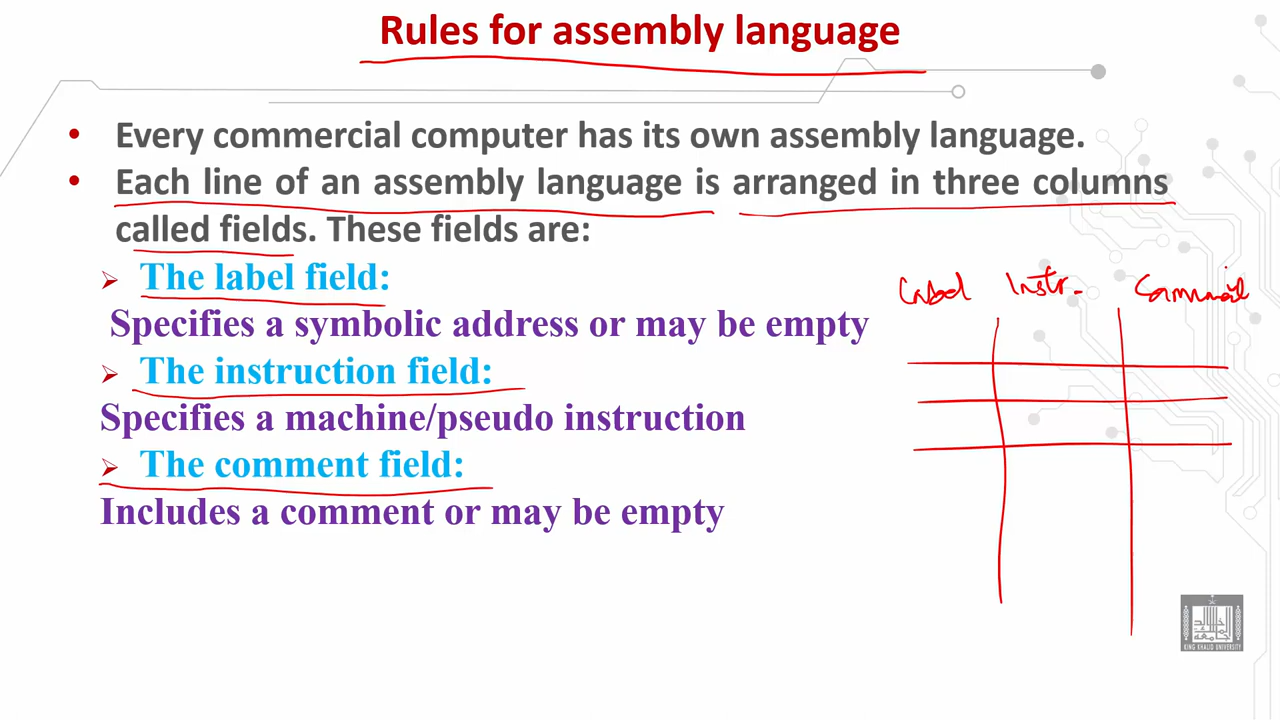 Rules for assembly language
• Every commercial computer has its own assembly language.
• Each line of an assembly language is arranged in three columns
called fields. These fields are:
➢ The label field:
Specifies a symbolic address or may be empty
➢ The instruction field:
Specifies a machine/pseudo instruction
➢ The comment field:
Includes a comment or may be empty
Label Instr. Comment
KING KHALID UNIVERSITY